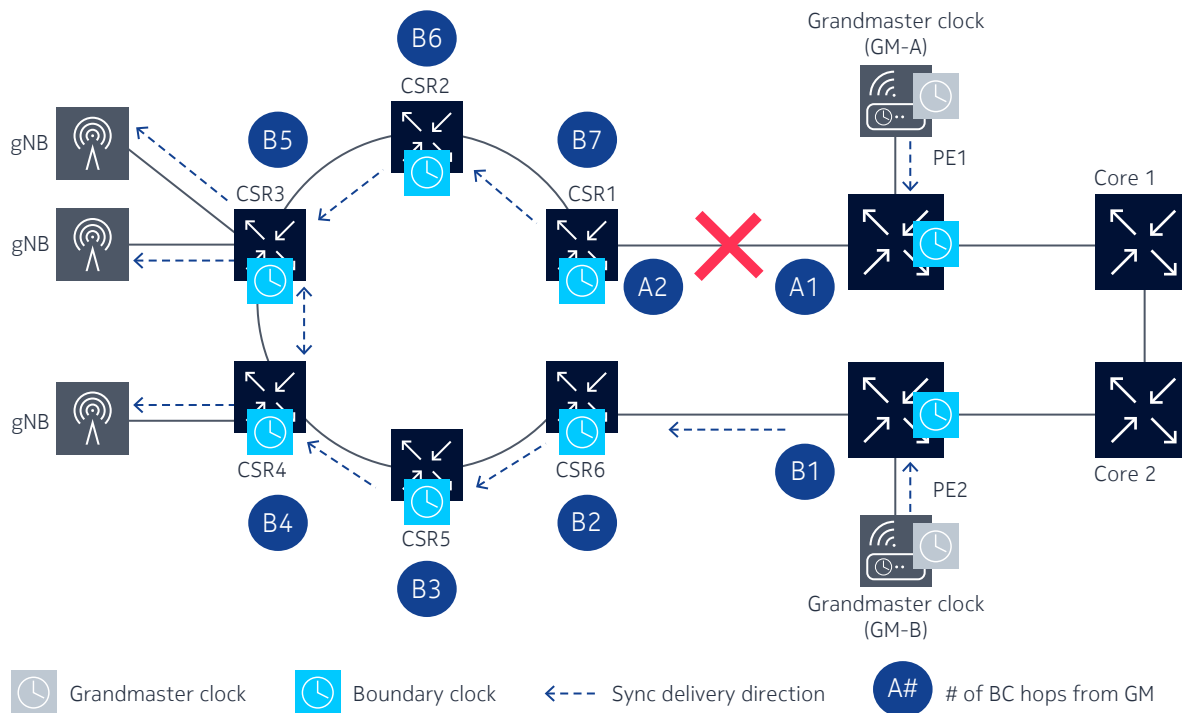 Grandmaster clock
(GM-A)
B6
CSR2
gNB
B5
B7
PE1
CSR3
CSR1
Core 1
gNB
A2
A1
gNB
CSR4
CSR6
B1
Core 2
PE2
B4
CSR5
B2
B3
Grandmaster clock
(GM-B)
Grandmaster clock
Boundary clock
Sync delivery direction
A#
# of BC hops from GM